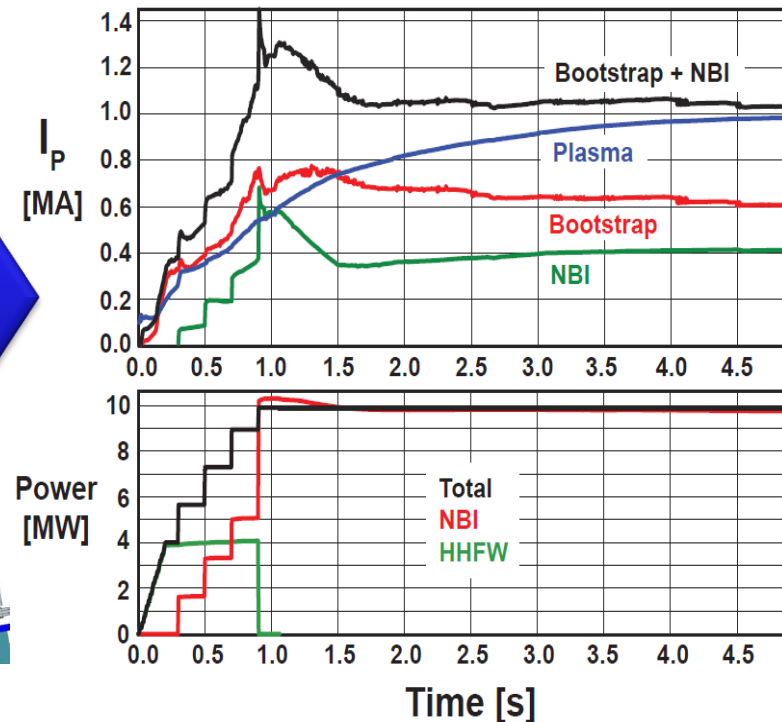 1.4
1.2
1.0
0.8
0.6
0.4
0.2
0.0
I_P
[MA]
Bootstrap + NBI
Plasma
Bootstrap
NBI
0.0 0.5 1.0 1.5 2.0 2.5 3.0 3.5 4.0 4.5
10
8
6
4
2
0
Power
[MW]
Total
NBI
HHFW
0.0 0.5 1.0 1.5 2.0 2.5 3.0 3.5 4.0 4.5
Time [s]